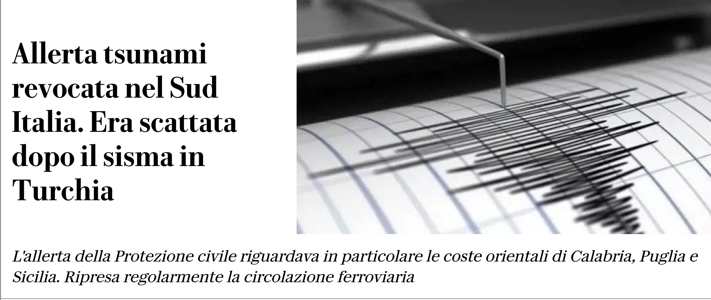 Allerta tsunami
revocata nel Sud
Italia. Era scattata
dopo il sisma in
Turchia
L'allerta della Protezione civile riguardava in particolare le coste orientali di Calabria, Puglia e
Sicilia. Ripresa regolarmente la circolazione ferroviaria